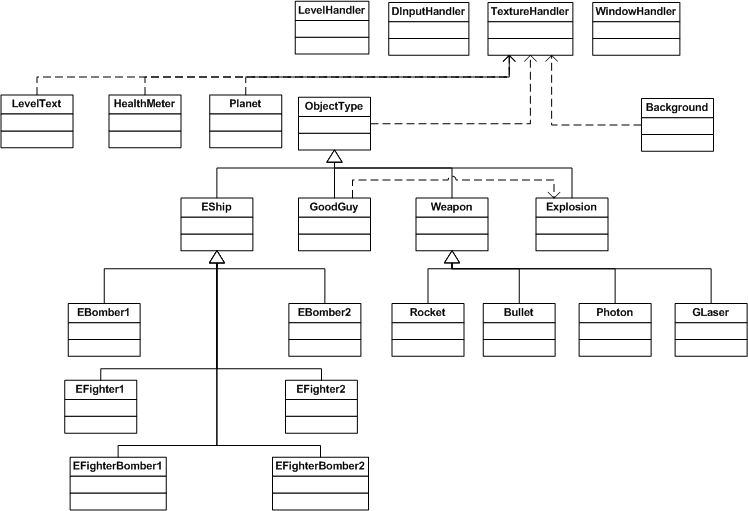 LevelHandler
DInputHandler
TextureHandler
WindowHandler
LevelText
HealthMeter
Planet
ObjectType
Background
EShip
GoodGuy
Weapon
Explosion
EBomber1
EBomber2
Rocket
Bullet
Photon
GLaser
EFighter1
EFighter2
EFighterBomber1
EFighterBomber2